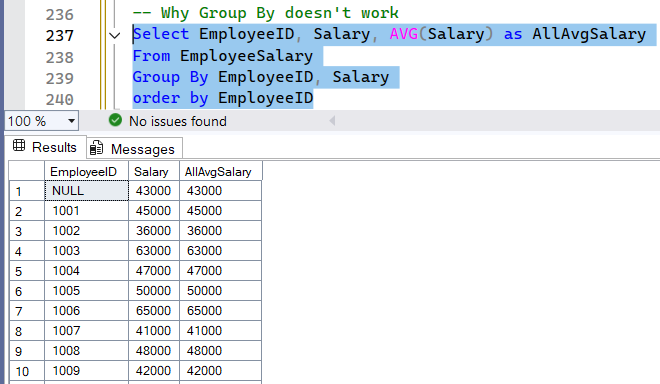 236 -- Why Group By doesn't work
237 Select EmployeeID, Salary, AVG(Salary) as AllAvgSalary
238 From EmployeeSalary
239 Group By EmployeeID, Salary
240 order by EmployeeID
100 % No issues found
Results Messages
EmployeeID Salary AllAvgSalary
1 NULL 43000 43000
2 1001 45000 45000
3 1002 36000 36000
4 1003 63000 63000
5 1004 47000 47000
6 1005 50000 50000
7 1006 65000 65000
8 1007 41000 41000
9 1008 48000 48000
10 1009 42000 42000